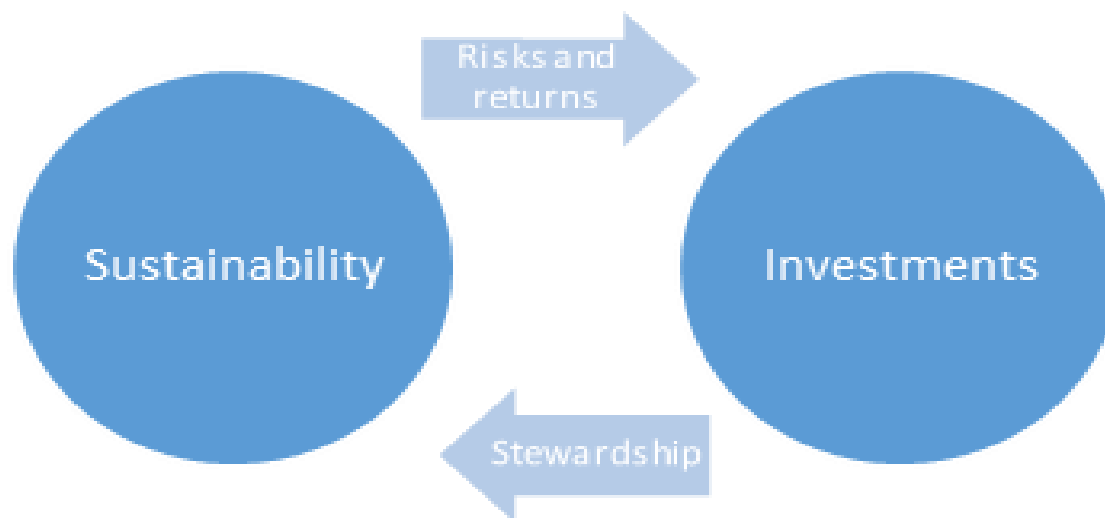 Risks and
returns
Sustainability
Investments
Stewardship